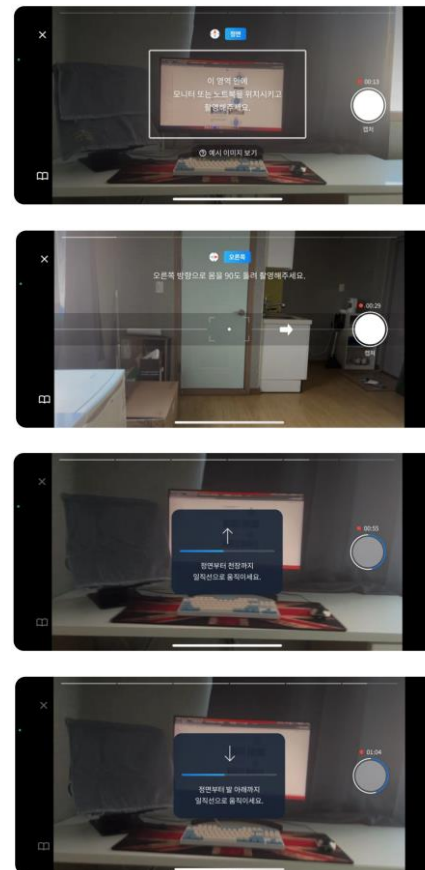 정면
이 영역 안에
모니터 또는 노트북을 위치시키고
촬영해주세요.
00:13
캡처
예시 이미지 보기
오른쪽
오른쪽 방향으로 몸을 90도 돌려 촬영해주세요.
00:29
캡처
00:55
정면부터 천장까지
일직선으로 움직이세요.
01:04
정면부터 발 아래까지
일직선으로 움직이세요.